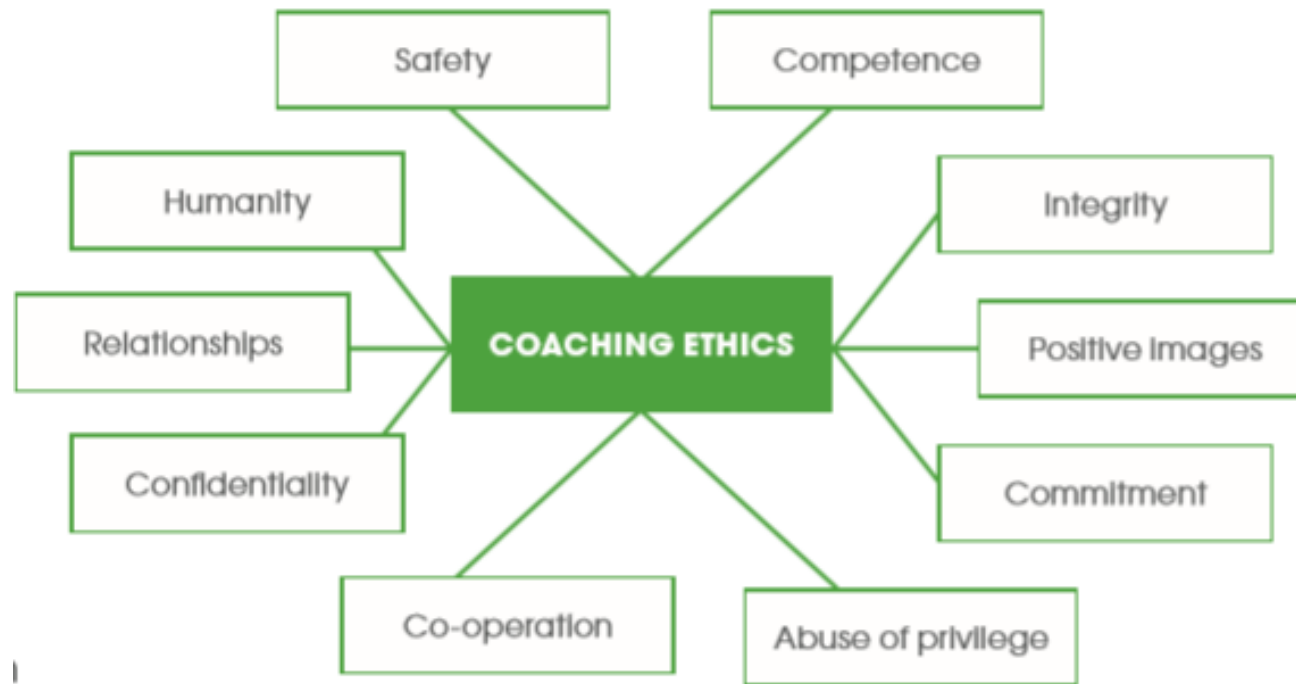 Safety
Competence
Humanity
Integrity
Relationships
COACHING ETHICS
Positive images
Confidentiality
Commitment
Co-operation
Abuse of privilege